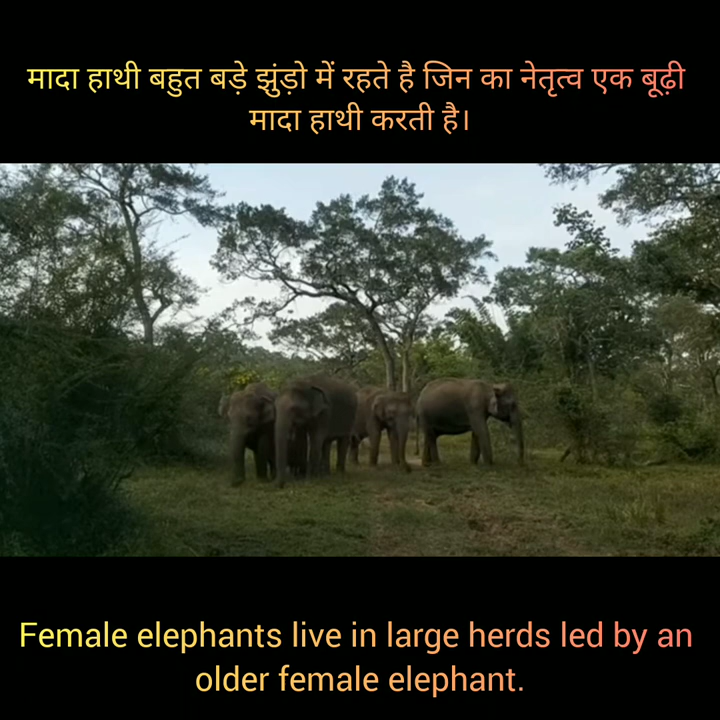 मादा हाथी बहुत बड़े झुंड़ो में रहते है जिन का नेतृत्व एक बूढ़ी
मादा हाथी करती है।
Female elephants live in large herds led by an
older female elephant.